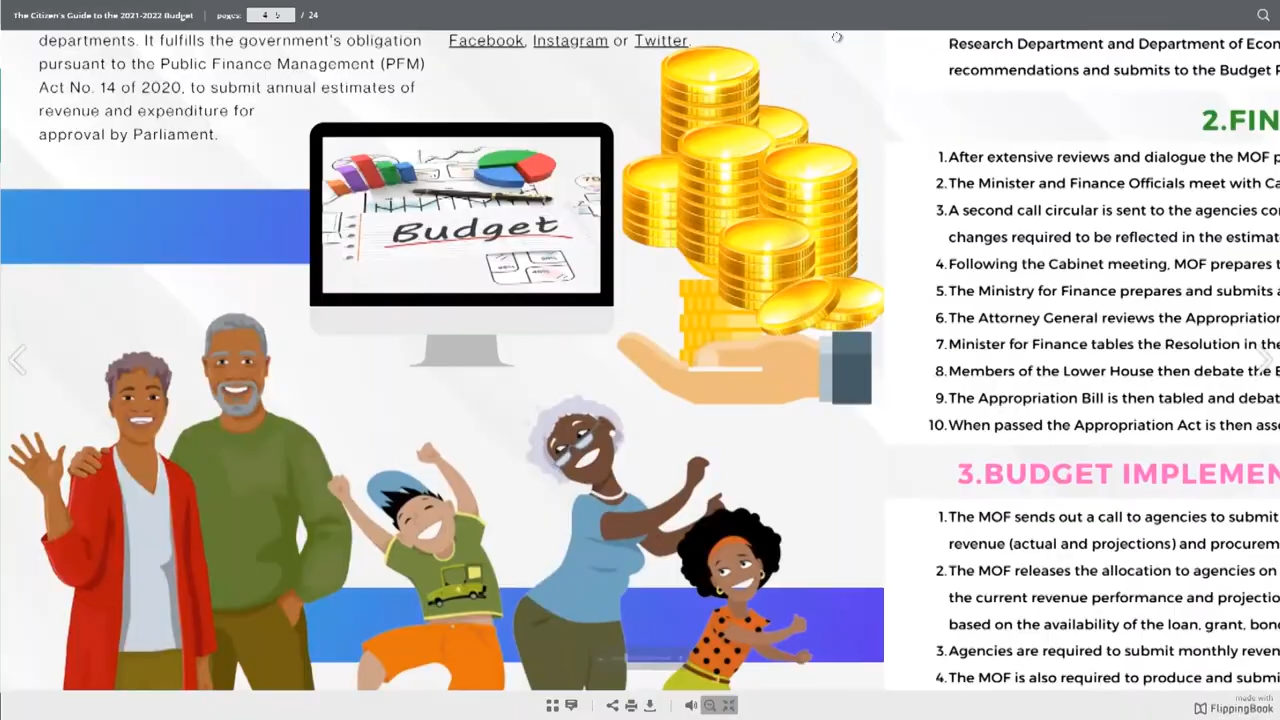 The Citizen's Guide to the 2021-2022 Budget
pages:
4 5
/ 24
departments. It fulfills the government's obligation
pursuant to the Public Finance Management (PFM)
Act No. 14 of 2020, to submit annual estimates of
revenue and expenditure for
approval by Parliament.
Facebook, Instagram or Twitter.
Budget
Research Department and Department of Econ
recommendations and submits to the Budget
2.FIN
1.After extensive reviews and dialogue the MOF p
2.The Minister and Finance Officials meet with Ca
3.A second call circular is sent to the agencies co
changes required to be reflected in the estimat
4.Following the Cabinet meeting, MOF prepares t
5.The Ministry for Finance prepares and submits a
6.The Attorney General reviews the Appropriation
7.Minister for Finance tables the Resolution in the
8.Members of the Lower House then debate the
9.The Appropriation Bill is then tabled and debat
10.When passed the Appropriation Act is then ass
3.BUDGET IMPLEMEN
1.The MOF sends out a call to agencies to submit
revenue (actual and projections) and procurem
2.The MOF releases the allocation to agencies on
the current revenue performance and projectio
based on the availability of the loan, grant, bon
3.Agencies are required to submit monthly reven
4.The MOF is also required to produce and submi
made with
FlippingBook